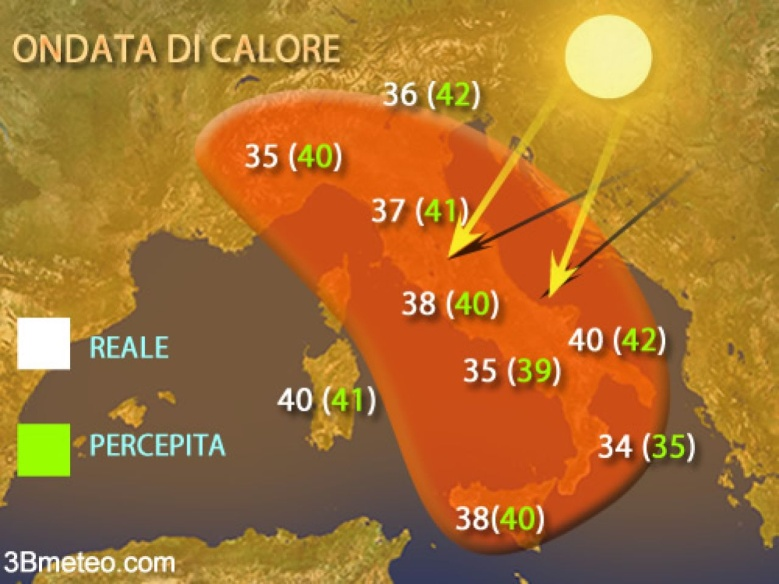 ONDATA DI CALORE
36 (42)
35 (40)
37 (41)
38 (40)
40 (42)
35 (39)
40 (41)
34 (35)
38(40)
REALE
PERCEPITA
3Bmeteo.com